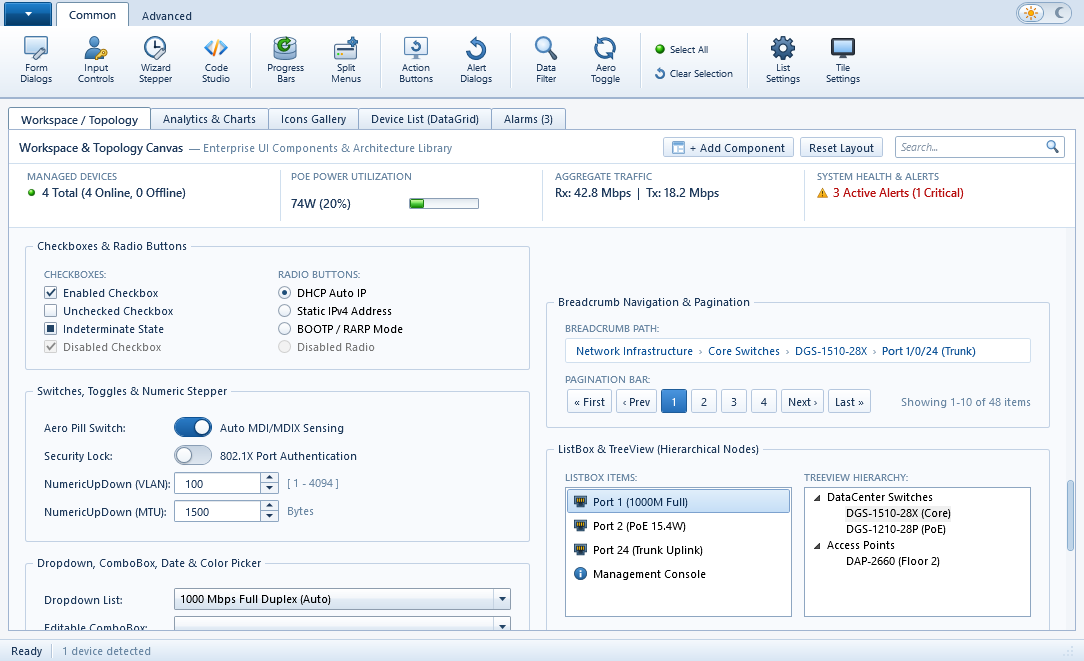 Common
Advanced
Form Dialogs
Input Controls
Wizard Stepper
Code Studio
Progress Bars
Split Menus
Action Buttons
Alert Dialogs
Data Filter
Aero Toggle
Select All
Clear Selection
List Settings
Tile Settings
Workspace / Topology
Analytics & Charts
Icons Gallery
Device List (DataGrid)
Alarms (3)
Workspace & Topology Canvas — Enterprise UI Components & Architecture Library
+ Add Component
Reset Layout
Search...
MANAGED DEVICES
4 Total (4 Online, 0 Offline)
POE POWER UTILIZATION
74W (20%)
AGGREGATE TRAFFIC
Rx: 42.8 Mbps | Tx: 18.2 Mbps
SYSTEM HEALTH & ALERTS
3 Active Alerts (1 Critical)
Checkboxes & Radio Buttons
CHECKBOXES:
Enabled Checkbox
Unchecked Checkbox
Indeterminate State
Disabled Checkbox
RADIO BUTTONS:
DHCP Auto IP
Static IPv4 Address
BOOTP / RARP Mode
Disabled Radio
Switches, Toggles & Numeric Stepper
Aero Pill Switch:
Auto MDI/MDIX Sensing
Security Lock:
802.1X Port Authentication
NumericUpDown (VLAN):
100
[ 1 - 4094 ]
NumericUpDown (MTU):
1500
Bytes
Dropdown, ComboBox, Date & Color Picker
Dropdown List:
1000 Mbps Full Duplex (Auto)
Editable ComboBox:
Breadcrumb Navigation & Pagination
BREADCRUMB PATH:
Network Infrastructure › Core Switches › DGS-1510-28X › Port 1/0/24 (Trunk)
PAGINATION BAR:
« First
‹ Prev
1
2
3
4
Next ›
Last »
Showing 1-10 of 48 items
ListBox & TreeView (Hierarchical Nodes)
LISTBOX ITEMS:
Port 1 (1000M Full)
Port 2 (PoE 15.4W)
Port 24 (Trunk Uplink)
Management Console
TREEVIEW HIERARCHY:
DataCenter Switches
DGS-1510-28X (Core)
DGS-1210-28P (PoE)
Access Points
DAP-2660 (Floor 2)
Ready
1 device detected